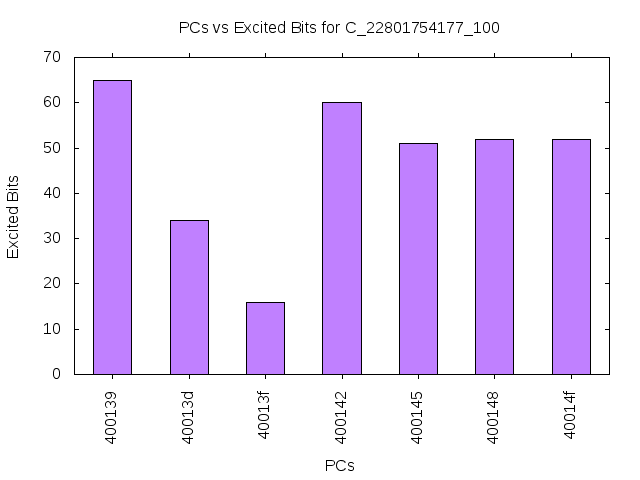 PCs vs Excited Bits for C_22801754177_100
70
60
50
40
30
20
10
0
Excited Bits
400139
40013d
40013f
400142
400145
400148
40014f
PCs